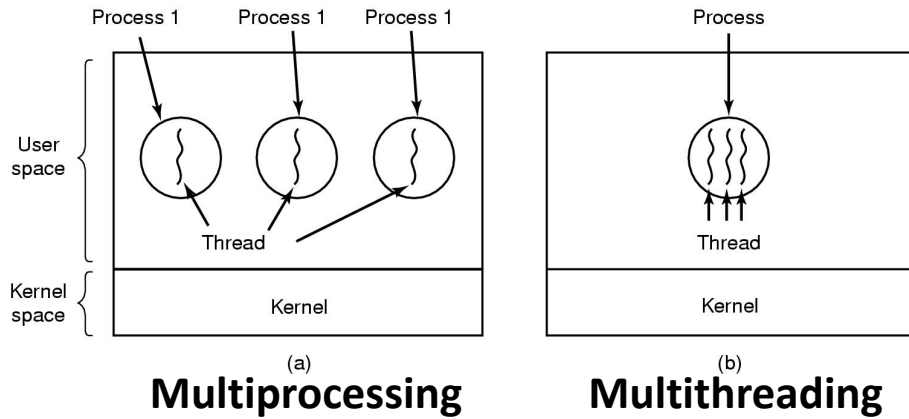 Process 1 Process 1 Process 1 Process
User
space
Thread Thread
Kernel
space
Kernel Kernel
(a) (b)
Multiprocessing Multithreading